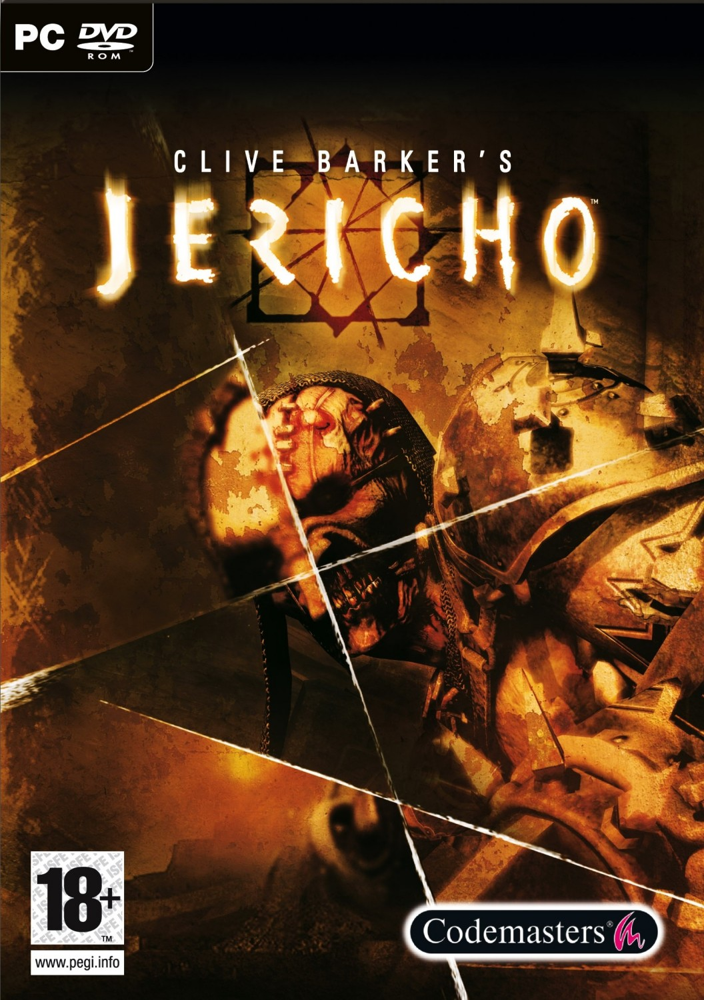 PC DVD
ROM
CLIVE BARKER'S
JERICHO™
18+
™
www.pegi.info
Codemasters®